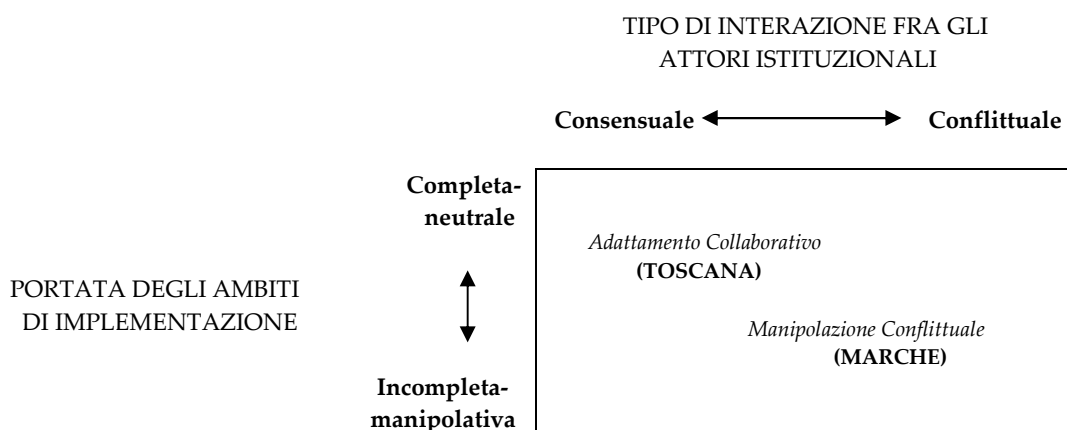 TIPO DI INTERAZIONE FRA GLI
ATTORI ISTITUZIONALI
Consensuale
Conflittuale
Completa-
neutrale
Adattamento Collaborativo
(TOSCANA)
PORTATA DEGLI AMBITI
DI IMPLEMENTAZIONE
Manipolazione Conflittuale
(MARCHE)
Incompleta-
manipolativa